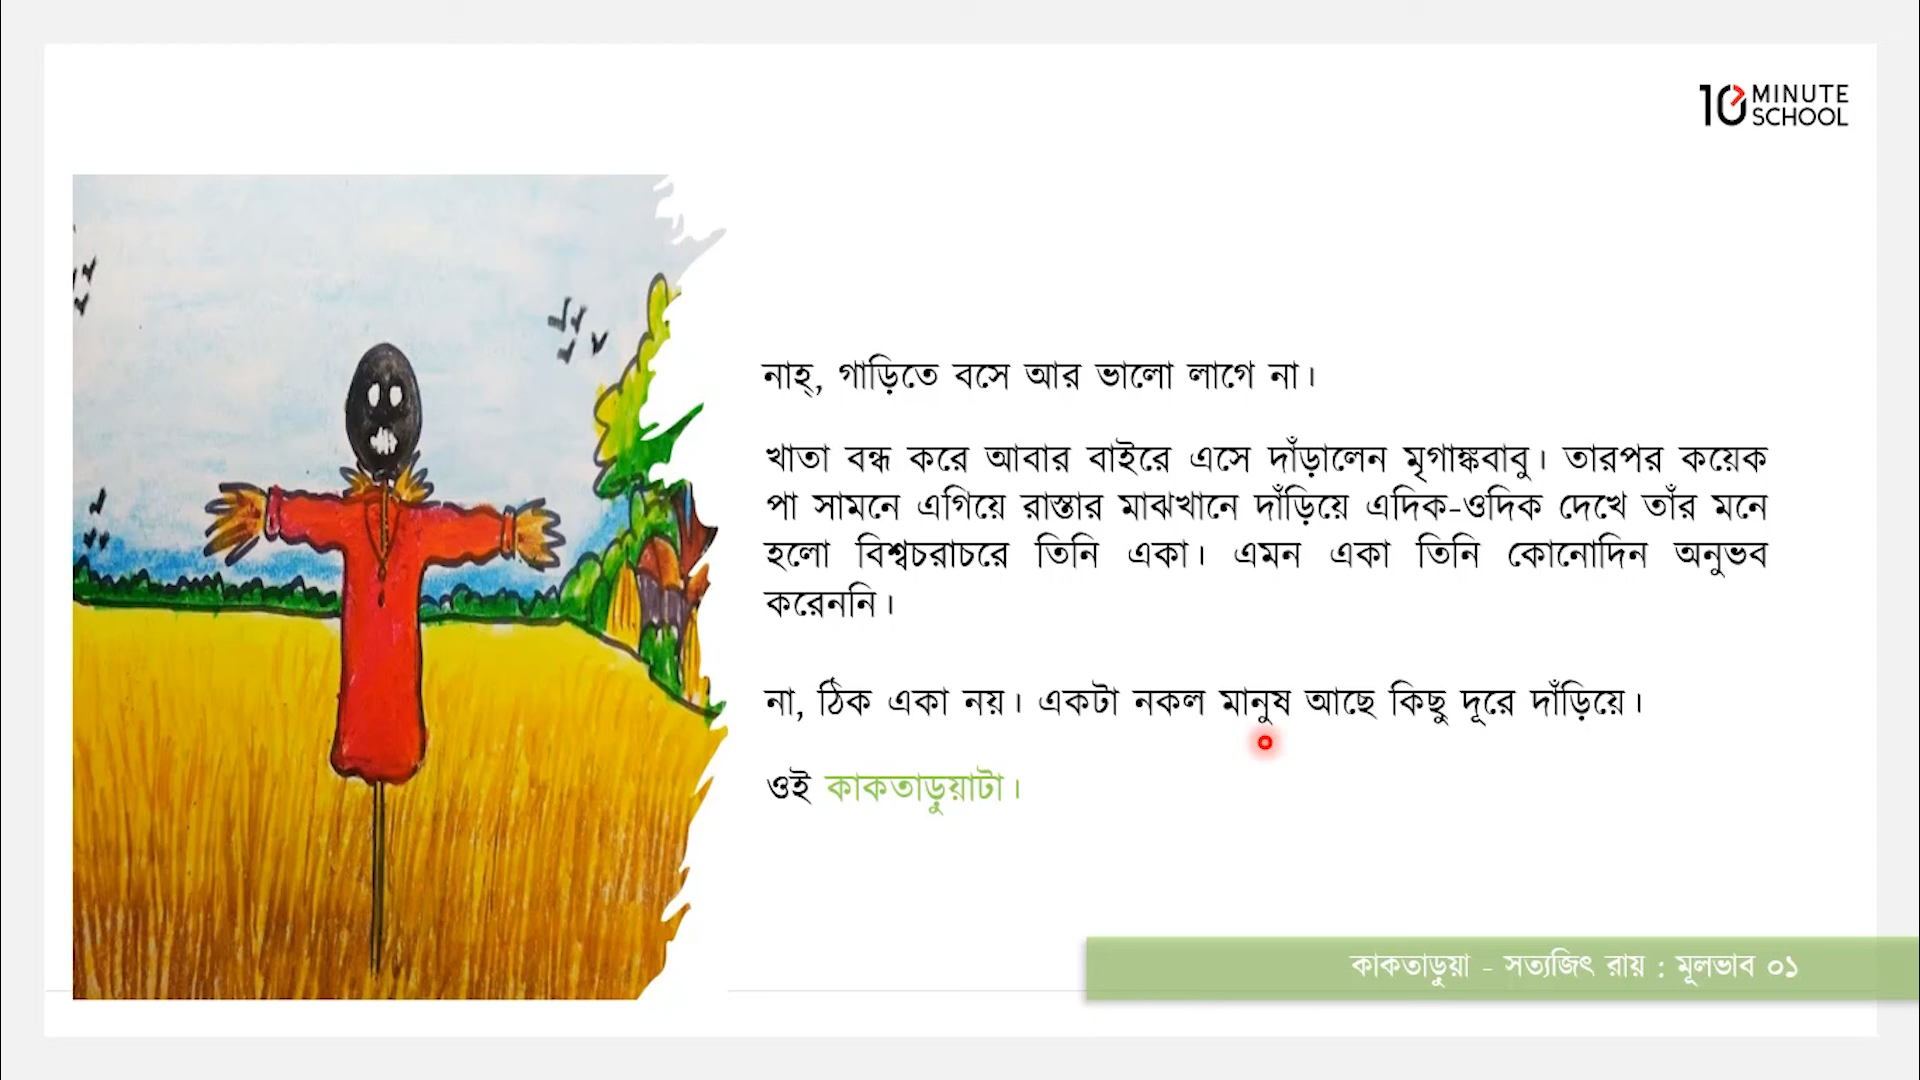 10 MINUTE
SCHOOL
নাহ্, গাড়িতে বসে আর ভালো লাগে না।
খাতা বন্ধ করে আবার বাইরে এসে দাঁড়ালেন মৃগাঙ্কবাবু। তারপর কয়েক
পা সামনে এগিয়ে রাস্তার মাঝখানে দাঁড়িয়ে এদিক-ওদিক দেখে তাঁর মনে
হলো বিশ্বচরাচরে তিনি একা। এমন একা তিনি কোনোদিন অনুভব
করেননি।
না, ঠিক একা নয়। একটা নকল মানুষ আছে কিছু দূরে দাঁড়িয়ে।
ওই কাকতাড়ুয়াটা।
কাকতাড়ুয়া - সত্যজিৎ রায় : মূলভাব ০১